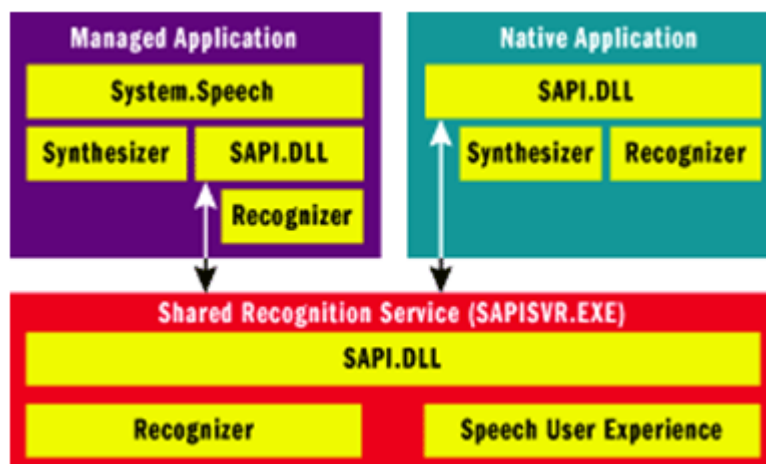 Managed Application
System.Speech
Synthesizer
SAPI.DLL
Recognizer
Native Application
SAPI.DLL
Synthesizer
Recognizer
Shared Recognition Service (SAPISVR.EXE)
SAPI.DLL
Recognizer
Speech User Experience